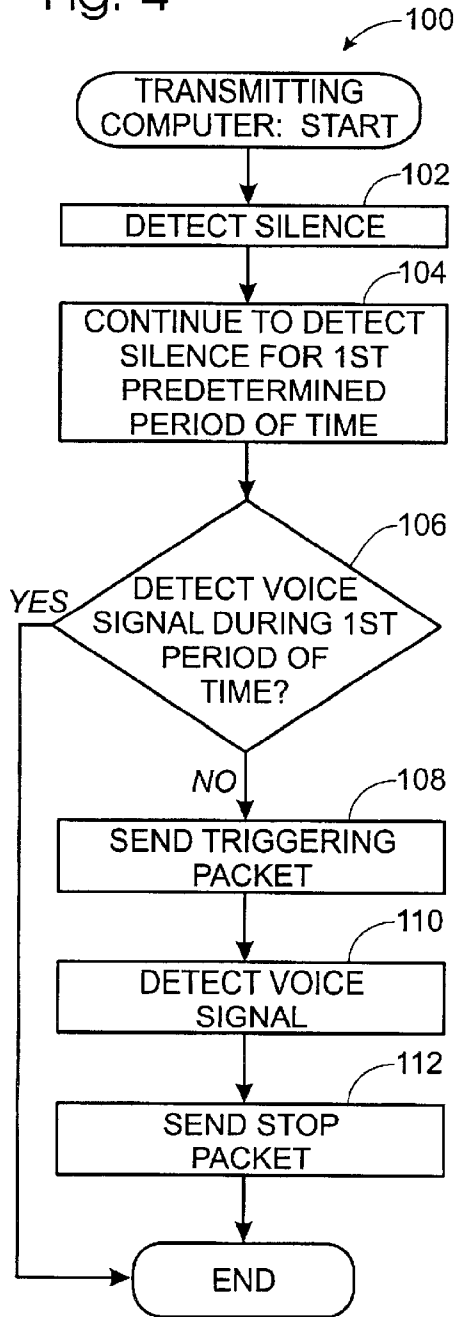 Fig. 4
100
TRANSMITTING
COMPUTER: START
102
DETECT SILENCE
104
CONTINUE TO DETECT
SILENCE FOR 1ST
PREDETERMINED
PERIOD OF TIME
106
YES
DETECT VOICE
SIGNAL DURING 1ST
PERIOD OF
TIME?
NO
108
SEND TRIGGERING
PACKET
110
DETECT VOICE
SIGNAL
112
SEND STOP
PACKET
END